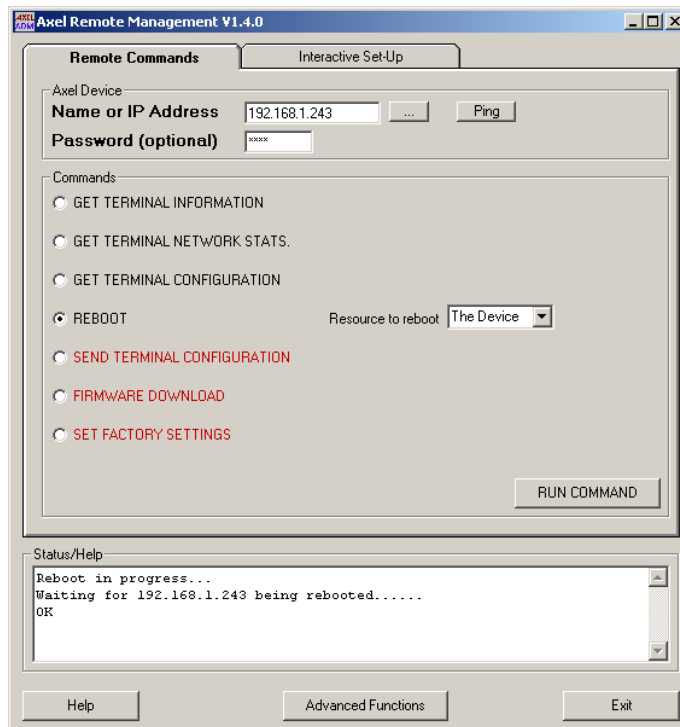 AXEL ADM Axel Remote Management V1.4.0
Remote Commands Interactive Set-Up
Axel Device
Name or IP Address 192.168.1.243 ... Ping
Password (optional) ****
Commands
GET TERMINAL INFORMATION
GET TERMINAL NETWORK STATS.
GET TERMINAL CONFIGURATION
REBOOT Resource to reboot The Device
SEND TERMINAL CONFIGURATION
FIRMWARE DOWNLOAD
SET FACTORY SETTINGS
RUN COMMAND
Status/Help
Reboot in progress...
Waiting for 192.168.1.243 being rebooted......
OK
Help Advanced Functions Exit